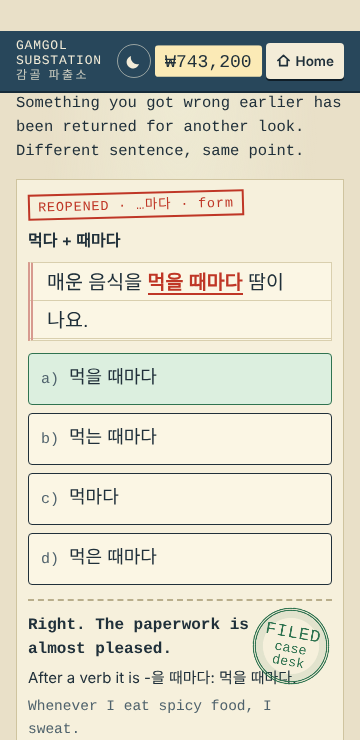 GAMGOL
SUBSTATION
감골 파출소
₩743,200
Home
Something you got wrong earlier has
been returned for another look.
Different sentence, same point.
REOPENED · …마다 · form
먹다 + 때마다
매운 음식을 먹을 때마다 땀이
나요.
a) 먹을 때마다
b) 먹는 때마다
c) 먹마다
d) 먹은 때마다
Right. The paperwork is
almost pleased.
FILED
case
desk
After a verb it is -을 때마다: 먹을 때마다.
Whenever I eat spicy food, I
sweat.